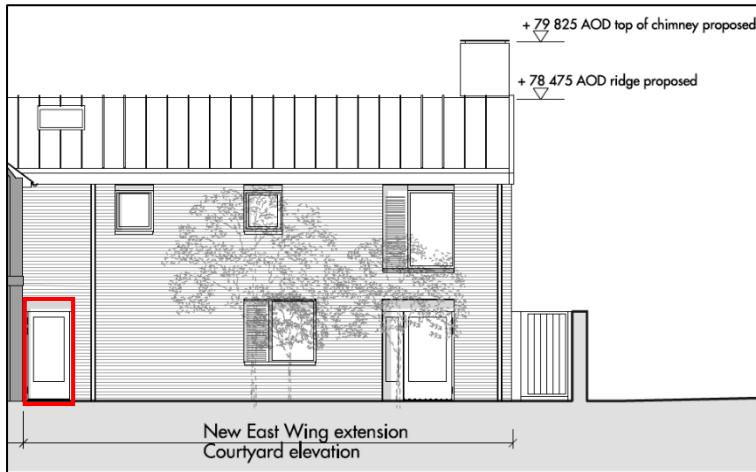 + 79 825 AOD top of chimney proposed
+ 78 475 AOD ridge proposed
New East Wing extension
Courtyard elevation